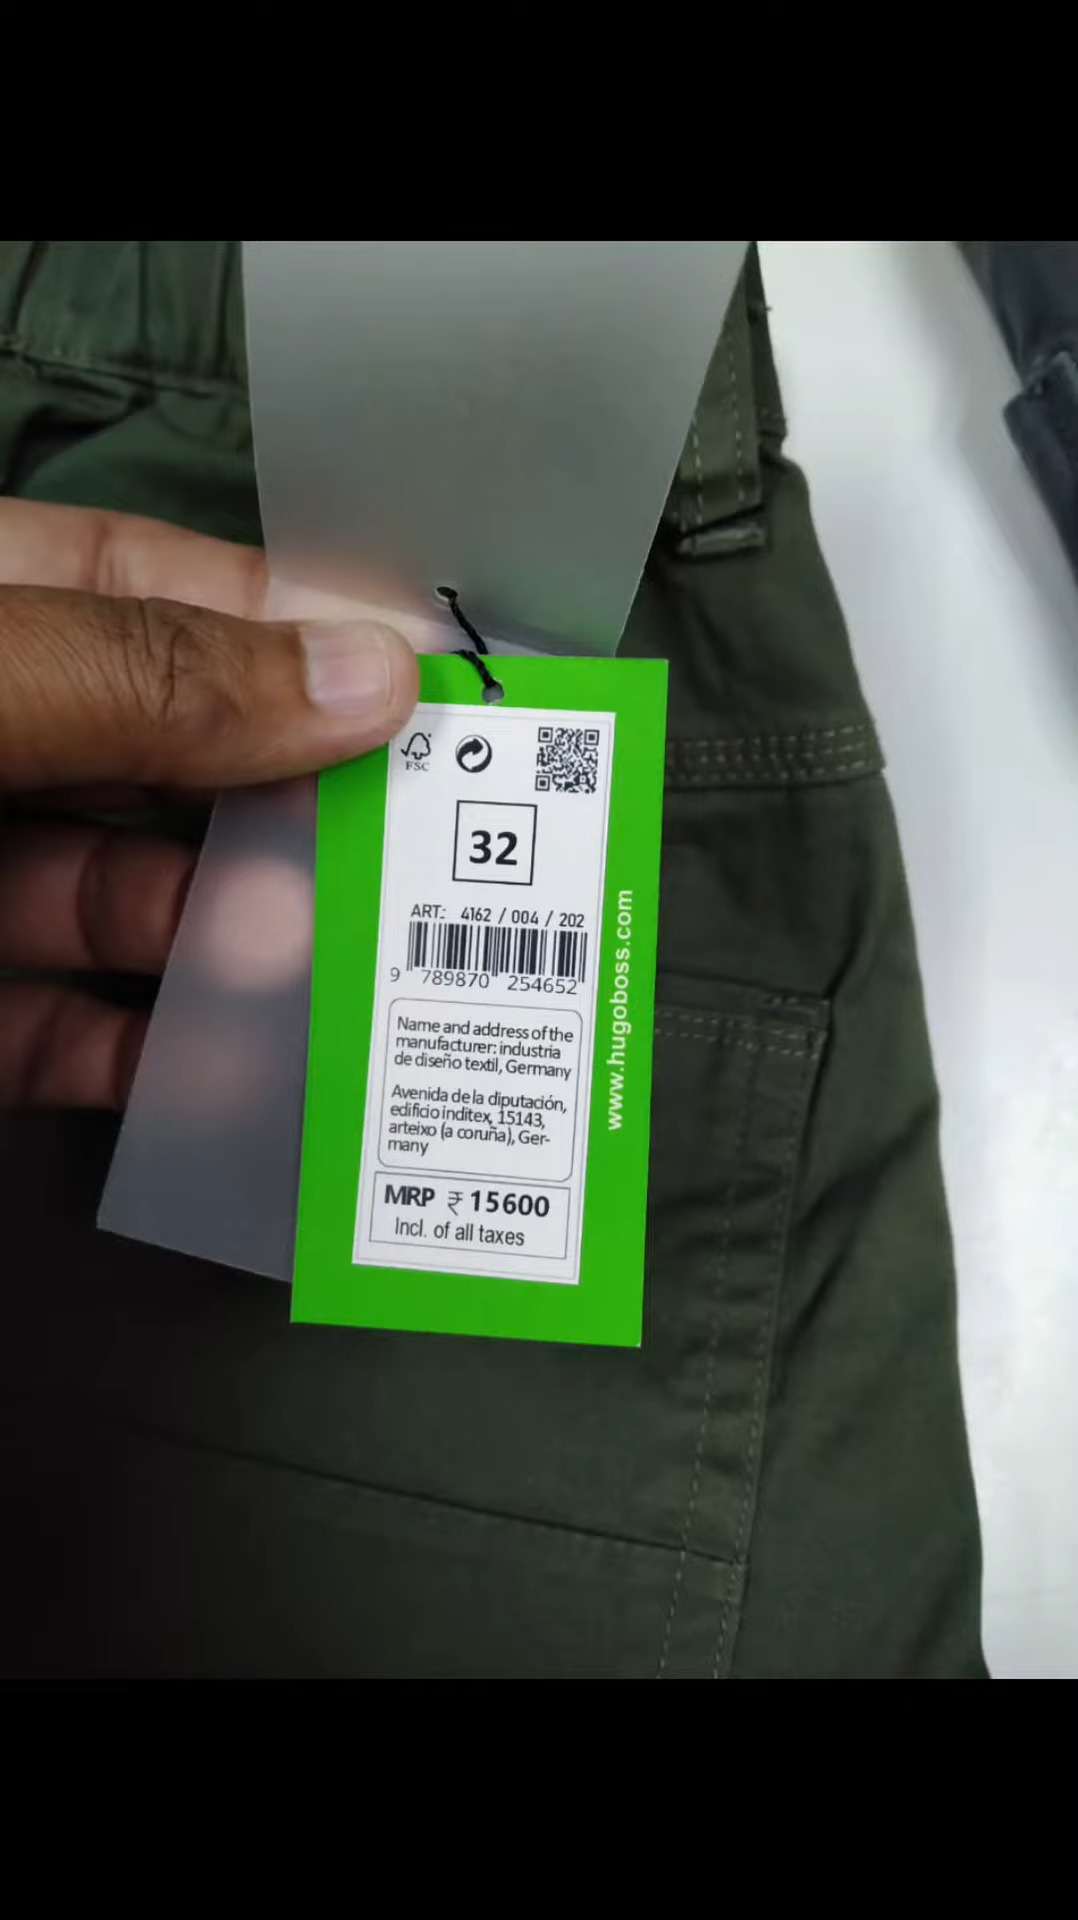 FSC
32
ART.: 4162 / 004 / 202
9 789870 254652
Name and address of the
manufacturer: industria
de diseño textil, Germany
Avenida de la diputación,
edificio inditex, 15143,
arteixo (a coruña), Ger-
many
MRP ₹ 15600
Incl. of all taxes
www.hugoboss.com